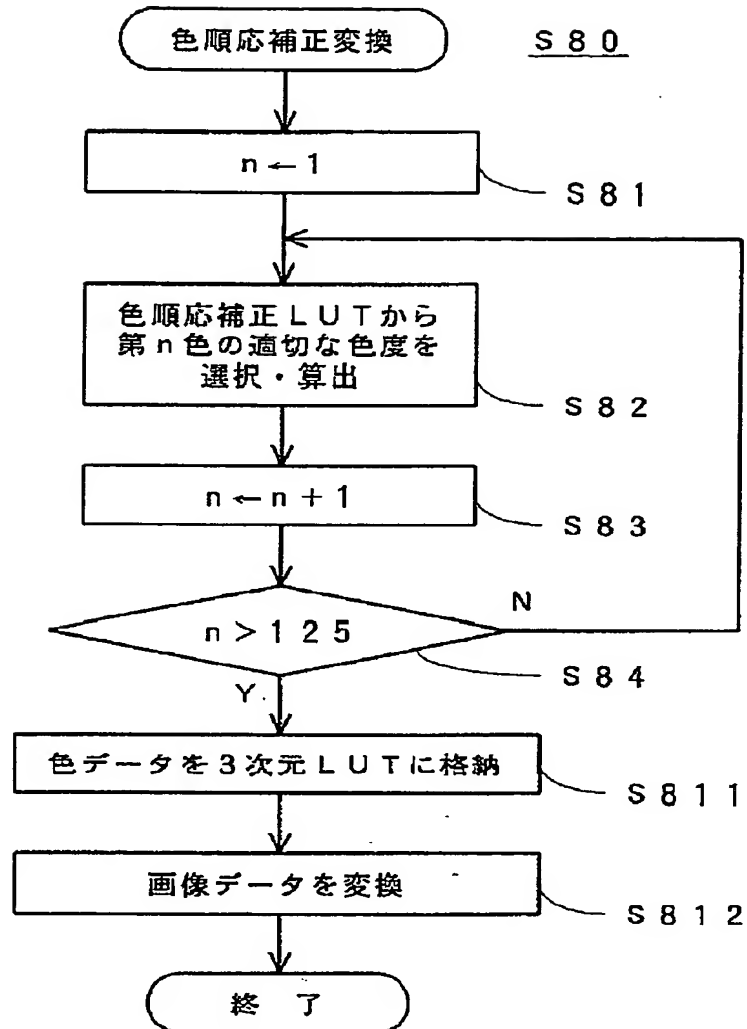 色順応補正変換
S80
n←1
S81
色順応補正LUTから
第n色の適切な色度を
選択・算出
S82
n←n+1
S83
n>125
N
S84
Y
色データを3次元LUTに格納
S811
画像データを変換
S812
終了